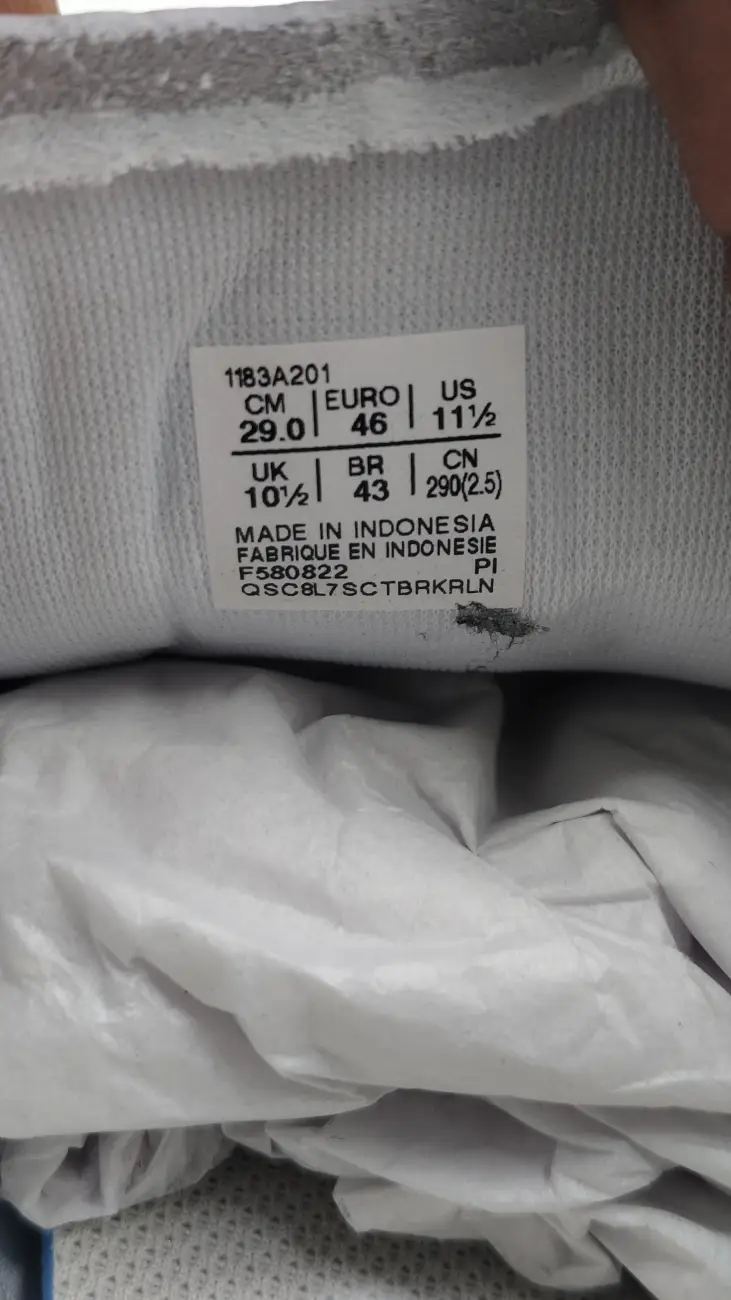 1183A201
CM | EURO | US
29.0 | 46 | 11½
UK | BR | CN
10½ | 43 | 290(2.5)
MADE IN INDONESIA
FABRIQUE EN INDONESIE
F580822 PI
QSC8L7SCTBRKRLN